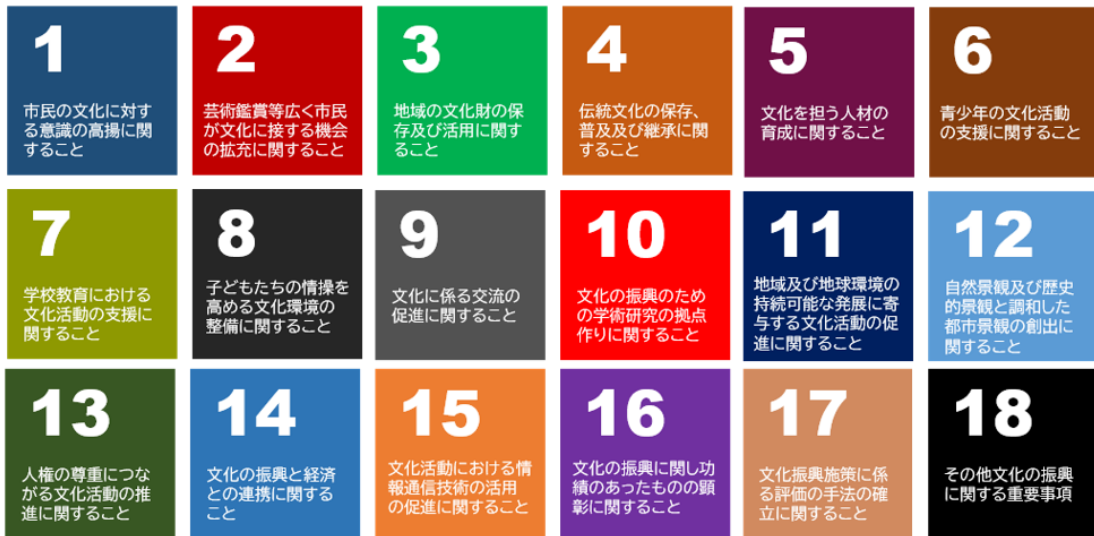 1
市民の文化に対す
る意識の高揚に関
すること
2
芸術鑑賞等広く市民
が文化に接する機会
の拡充に関すること
3
地域の文化財の保
存及び活用に関す
ること
4
伝統文化の保存、
普及及び継承に関
すること
5
文化を担う人材の
育成に関すること
6
青少年の文化活動
の支援に関すること
7
学校教育における
文化活動の支援に
関すること
8
子どもたちの情操を
高める文化環境の
整備に関すること
9
文化に係る交流の
促進に関すること
10
文化の振興のため
の学術研究の拠点
作りに関すること
11
地域及び地球環境の
持続可能な発展に寄
与する文化活動の促
進に関すること
12
自然景観及び歴史
的景観と調和した
都市景観の創出に
関すること
13
人権の尊重につな
がる文化活動の推
進に関すること
14
文化の振興と経済
との連携に関する
こと
15
文化活動における情
報通信技術の活用
の促進に関すること
16
文化の振興に関し功
績のあったものの顕
彰に関すること
17
文化振興施策に係
る評価の手法の確
立に関すること
18
その他文化の振興
に関する重要事項